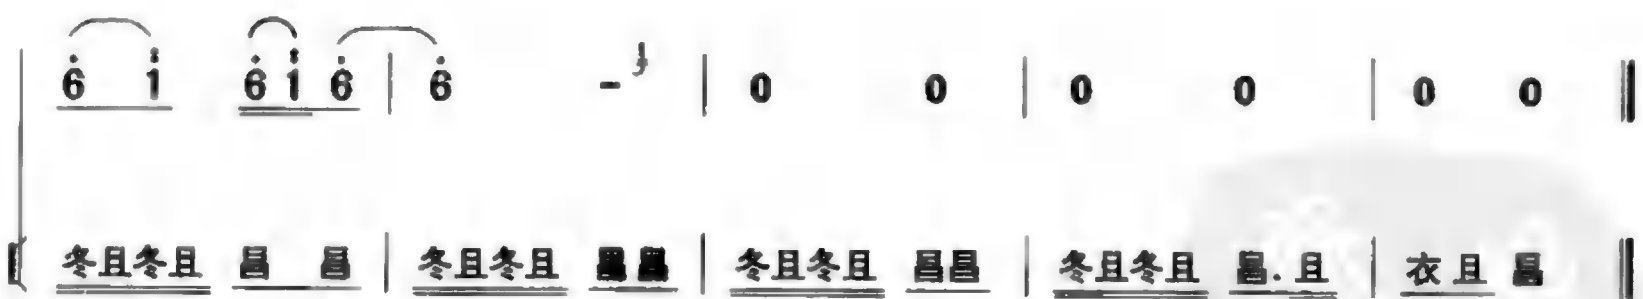 6 1 6 1 6 | 6 - | 0 0 | 0 0 | 0 0
冬且冬且 昌 昌 | 冬且冬且 昌昌 | 冬且冬且 昌昌 | 冬且冬且 昌.且 | 衣且 昌